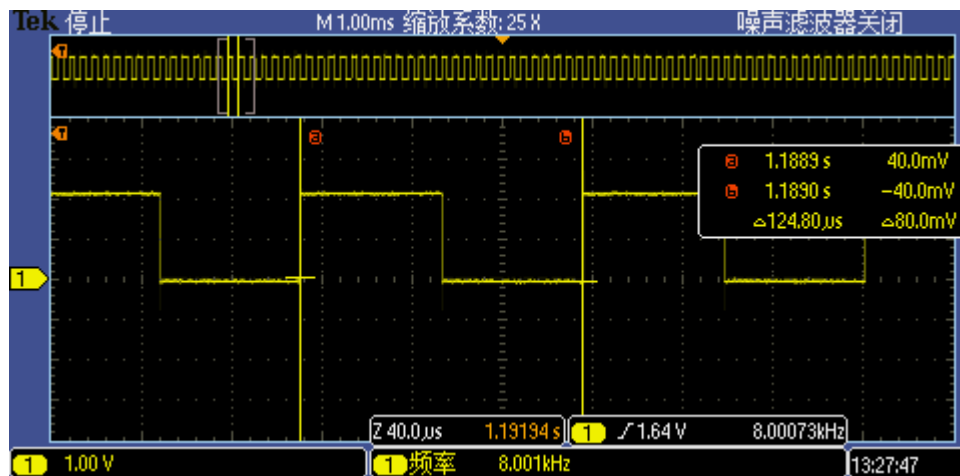 Tek 停止 M 1.00ms 缩放系数: 25 X 噪声滤波器关闭
T
T
a b
a 1.1889 s 40.0mV
b 1.1890 s −40.0mV
△124.80µs △80.0mV
1
Z 40.0µs 1.19194 s 1 1.64 V 8.00073kHz
1 1.00 V 1 频率 8.001kHz 13:27:47